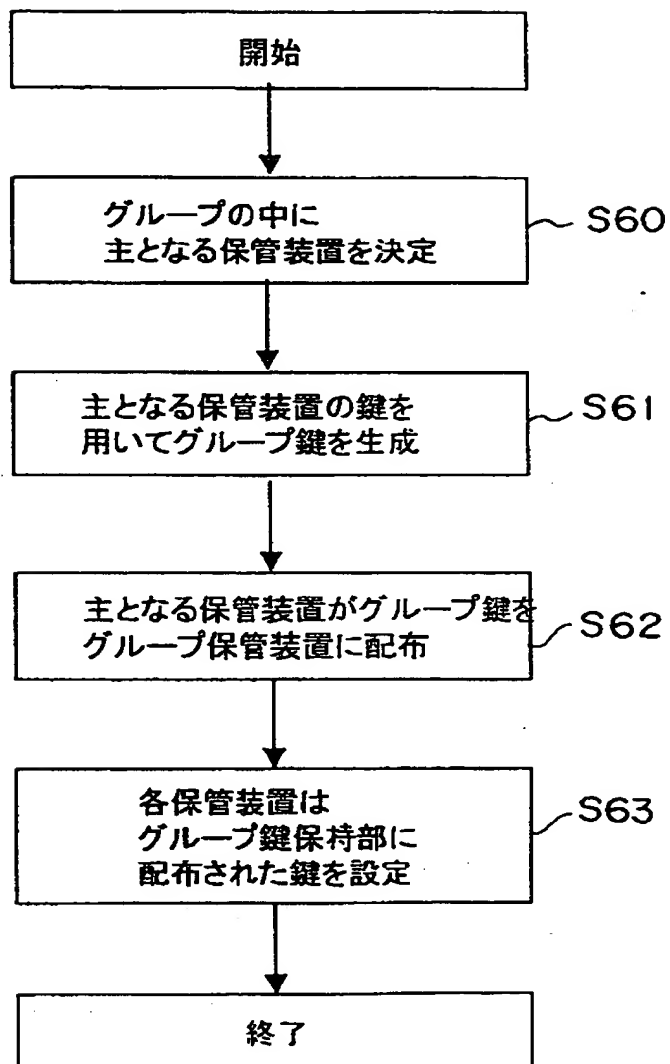 開始
グループの中に
主となる保管装置を決定
S60
主となる保管装置の鍵を
用いてグループ鍵を生成
S61
主となる保管装置がグループ鍵を
グループ保管装置に配布
S62
各保管装置は
グループ鍵保持部に
配布された鍵を設定
S63
終了